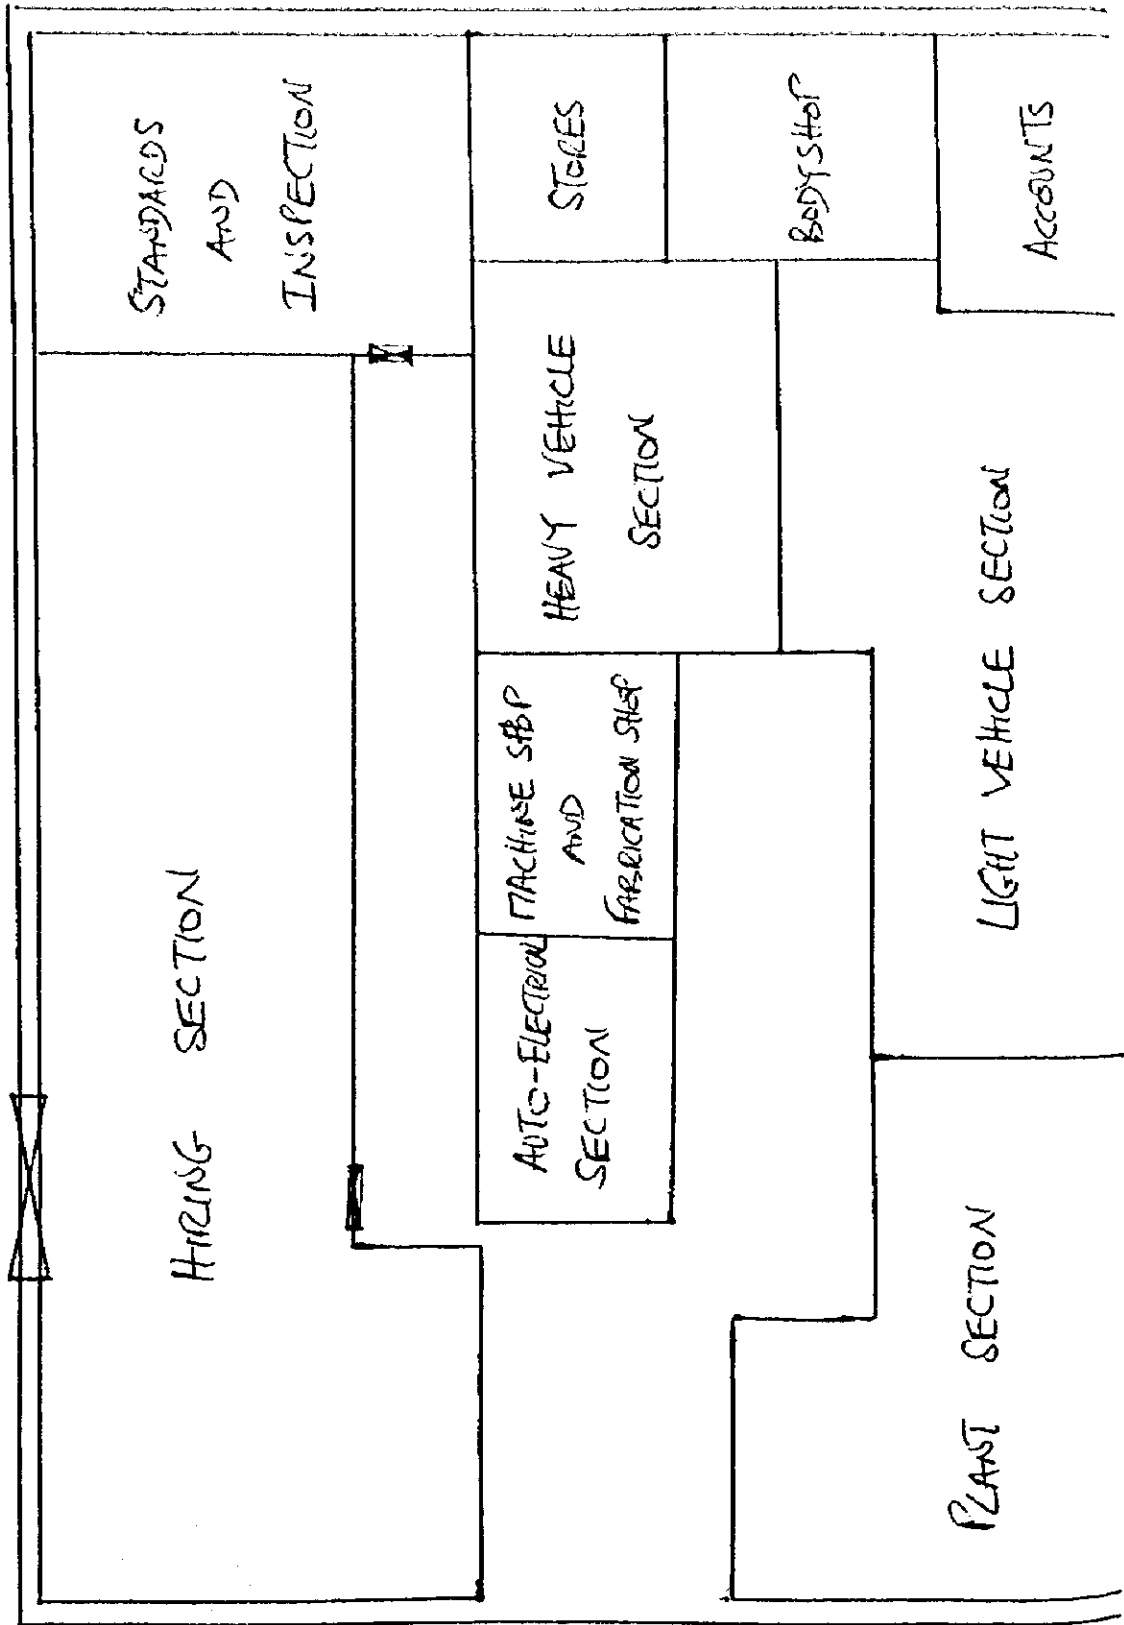 HIRING SECTION
STANDARDS
AND
INSPECTION
AUTO-ELECTRICAL
SECTION
MACHINE SHOP
AND
FABRICATION SHOP
HEAVY VEHICLE
SECTION
STORES
BODYSHOP
PLANT SECTION
LIGHT VEHICLE SECTION
ACCOUNTS